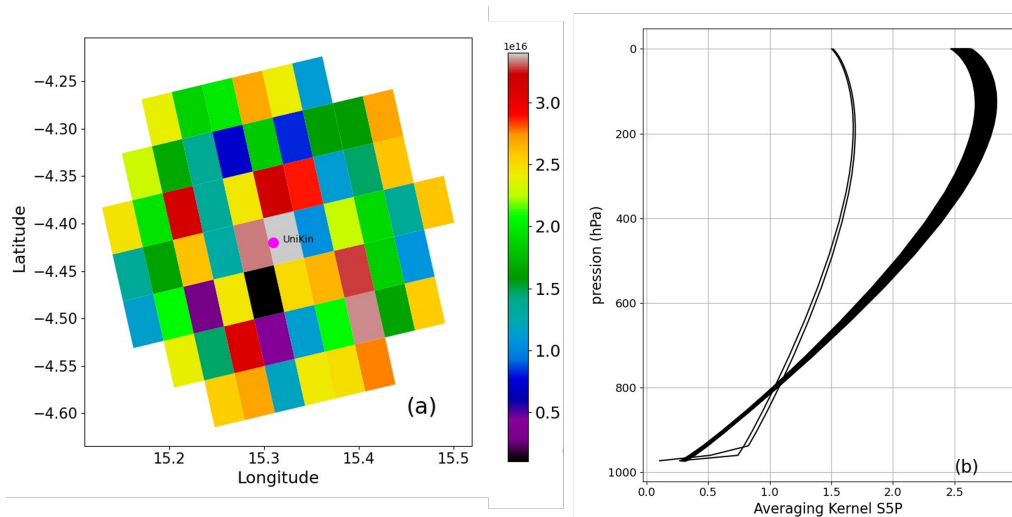 1e16
−4.25
−4.30
−4.35
−4.40
−4.45
−4.50
−4.55
−4.60
Latitude
UniKin
(a)
15.2 15.3 15.4 15.5
Longitude
3.0
2.5
2.0
1.5
1.0
0.5
0
200
400
600
800
1000
pression (hPa)
(b)
0.0 0.5 1.0 1.5 2.0 2.5
Averaging Kernel S5P